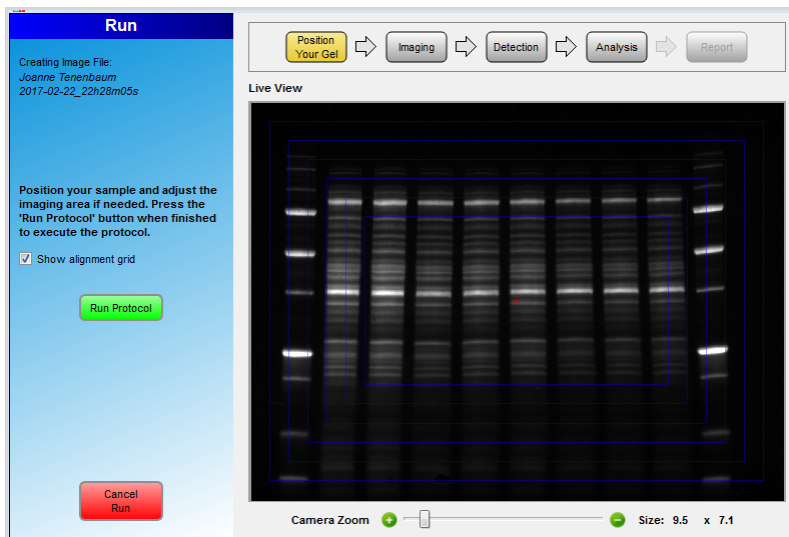 Run
Creating Image File:
Joanne Tenenbaum
2017-02-22_22h28m05s
Position your sample and adjust the
imaging area if needed. Press the
'Run Protocol' button when finished
to execute the protocol.
Show alignment grid
Run Protocol
Cancel
Run
Position
Your Gel
Imaging
Detection
Analysis
Report
Live View
Camera Zoom
Size: 9.5 x 7.1